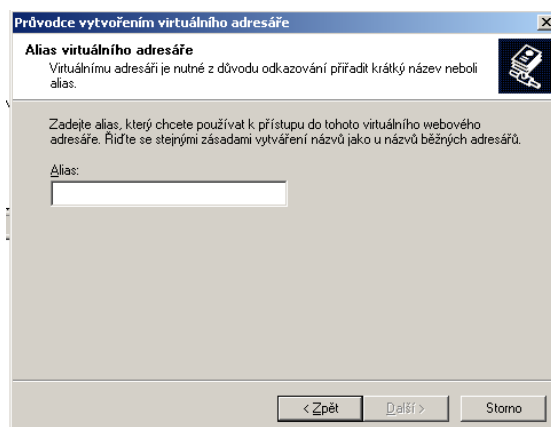 Průvodce vytvořením virtuálního adresáře
Alias virtuálního adresáře
Virtuálnímu adresáři je nutné z důvodu odkazování přiřadit krátký název neboli
alias.
Zadejte alias, který chcete používat k přístupu do tohoto virtuálního webového
adresáře. Řiďte se stejnými zásadami vytváření názvů jako u názvů běžných adresářů.
Alias:
< Zpět
Další >
Storno